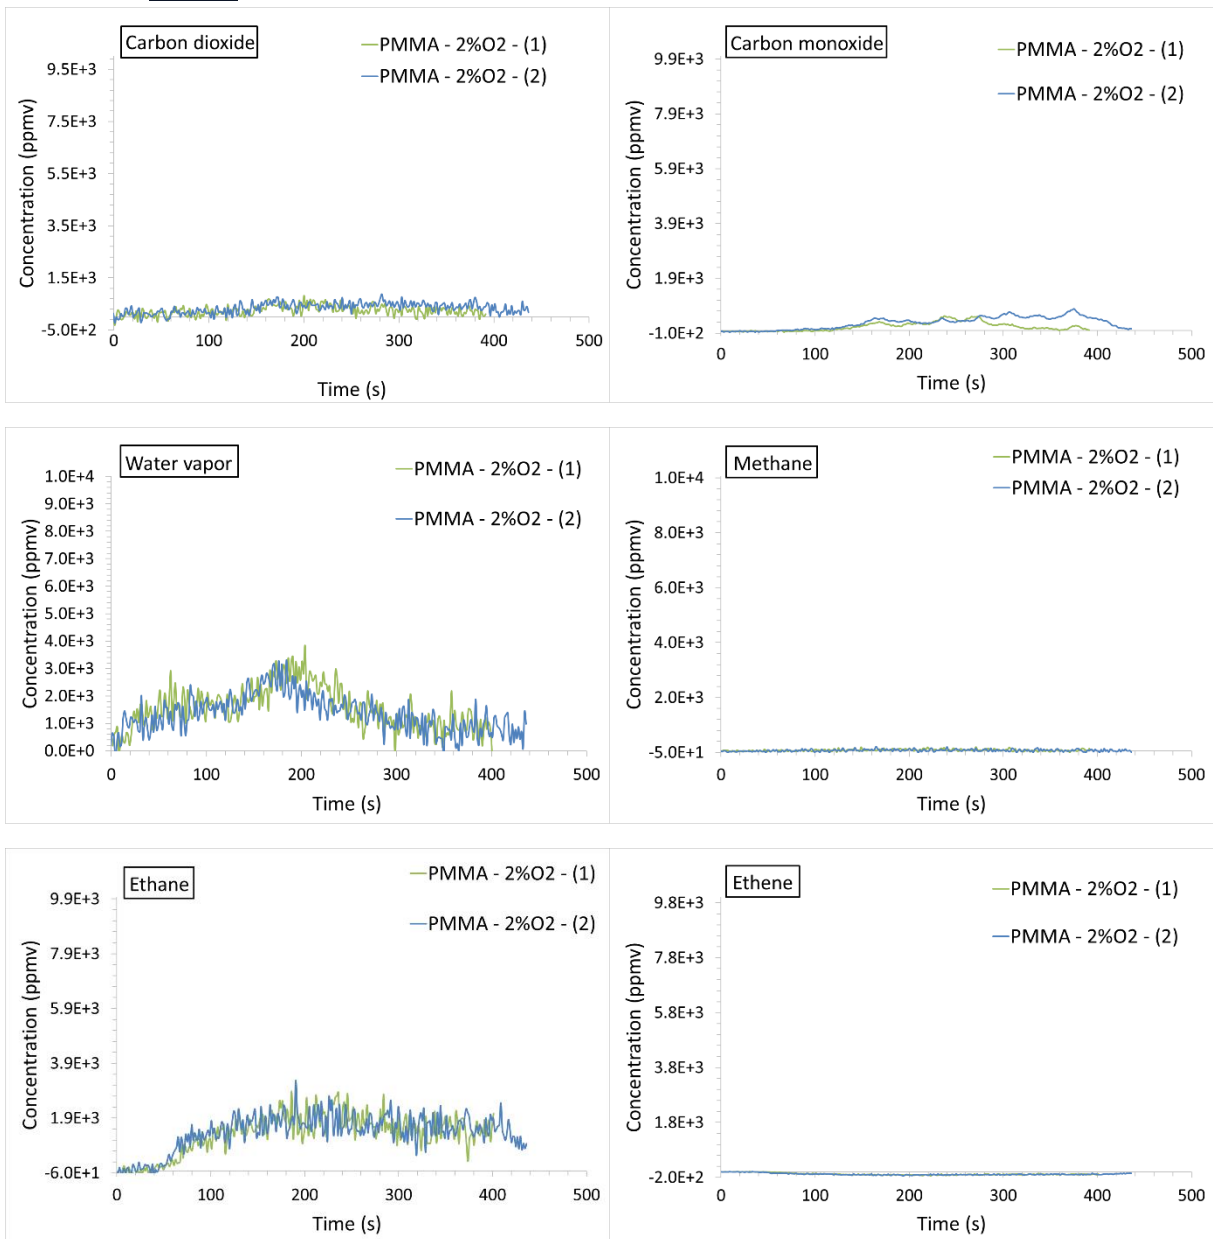 Carbon dioxide
PMMA - 2%O2 - (1)
PMMA - 2%O2 - (2)
9.5E+3
7.5E+3
5.5E+3
3.5E+3
1.5E+3
-5.0E+2
Concentration (ppmv)
0 100 200 300 400 500
Time (s)
Carbon monoxide
PMMA - 2%O2 - (1)
PMMA - 2%O2 - (2)
9.9E+3
7.9E+3
5.9E+3
3.9E+3
1.9E+3
-1.0E+2
Concentration (ppmv)
0 100 200 300 400 500
Time (s)
Water vapor
PMMA - 2%O2 - (1)
PMMA - 2%O2 - (2)
1.0E+4
9.0E+3
8.0E+3
7.0E+3
6.0E+3
5.0E+3
4.0E+3
3.0E+3
2.0E+3
1.0E+3
0.0E+0
Concentration (ppmv)
0 100 200 300 400 500
Time (s)
Methane
PMMA - 2%O2 - (1)
PMMA - 2%O2 - (2)
1.0E+4
8.0E+3
6.0E+3
4.0E+3
2.0E+3
-5.0E+1
Concentration (ppmv)
0 100 200 300 400 500
Time (s)
Ethane
PMMA - 2%O2 - (1)
PMMA - 2%O2 - (2)
9.9E+3
7.9E+3
5.9E+3
3.9E+3
1.9E+3
-6.0E+1
Concentration (ppmv)
0 100 200 300 400 500
Time (s)
Ethene
PMMA - 2%O2 - (1)
PMMA - 2%O2 - (2)
9.8E+3
7.8E+3
5.8E+3
3.8E+3
1.8E+3
-2.0E+2
Concentration (ppmv)
0 100 200 300 400 500
Time (s)